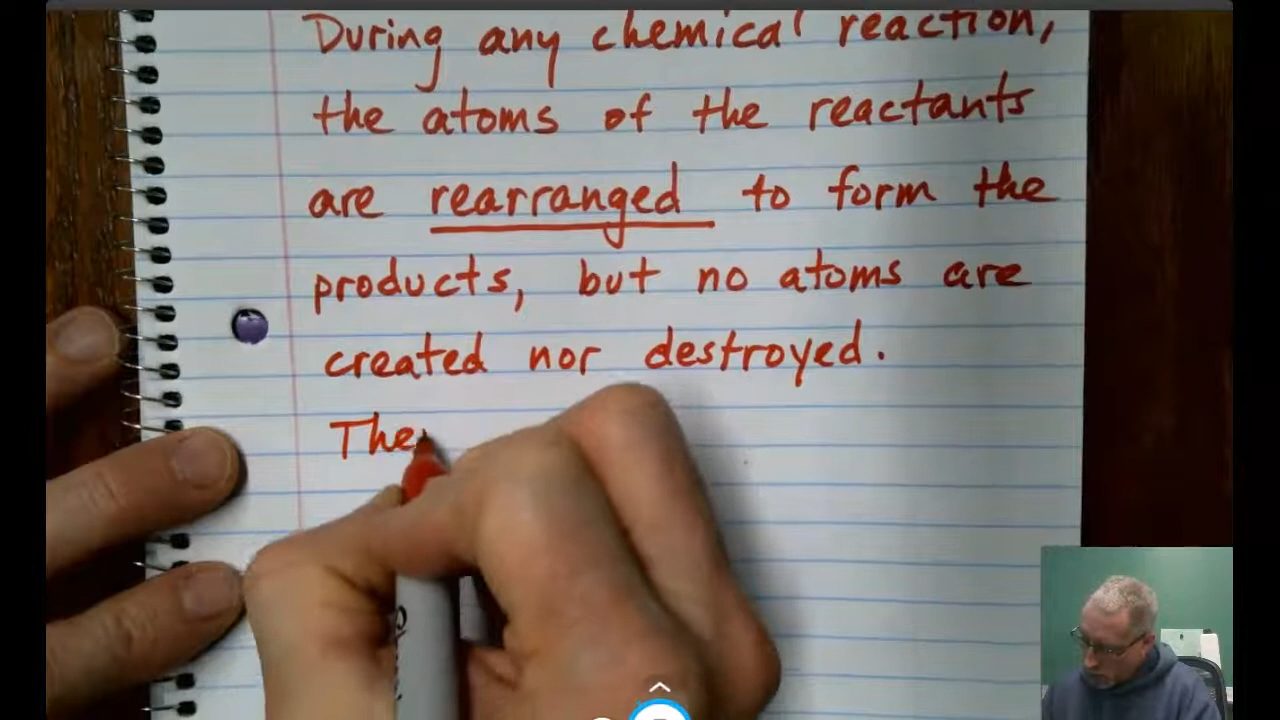 During any chemical reaction,
the atoms of the reactants
are rearranged to form the
products, but no atoms are
created nor destroyed.
The